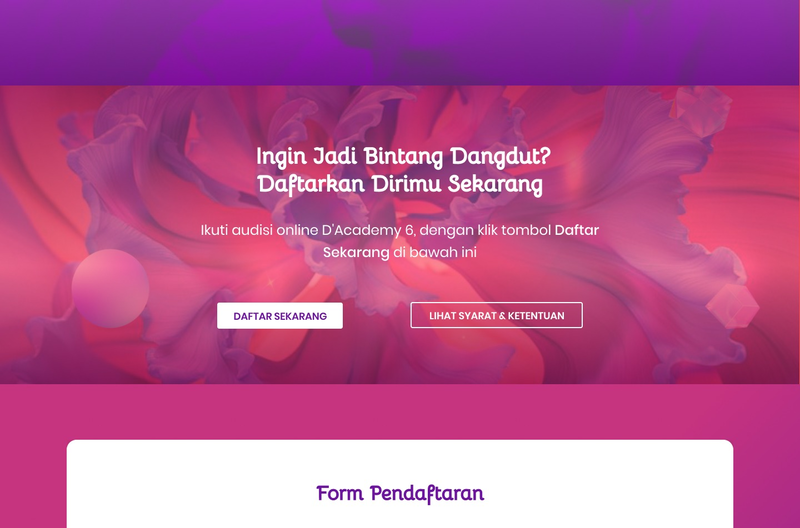 Ingin Jadi Bintang Dangdut?
Daftarkan Dirimu Sekarang
Ikuti audisi online D'Academy 6, dengan klik tombol Daftar
Sekarang di bawah ini
DAFTAR SEKARANG
LIHAT SYARAT & KETENTUAN
Form Pendaftaran